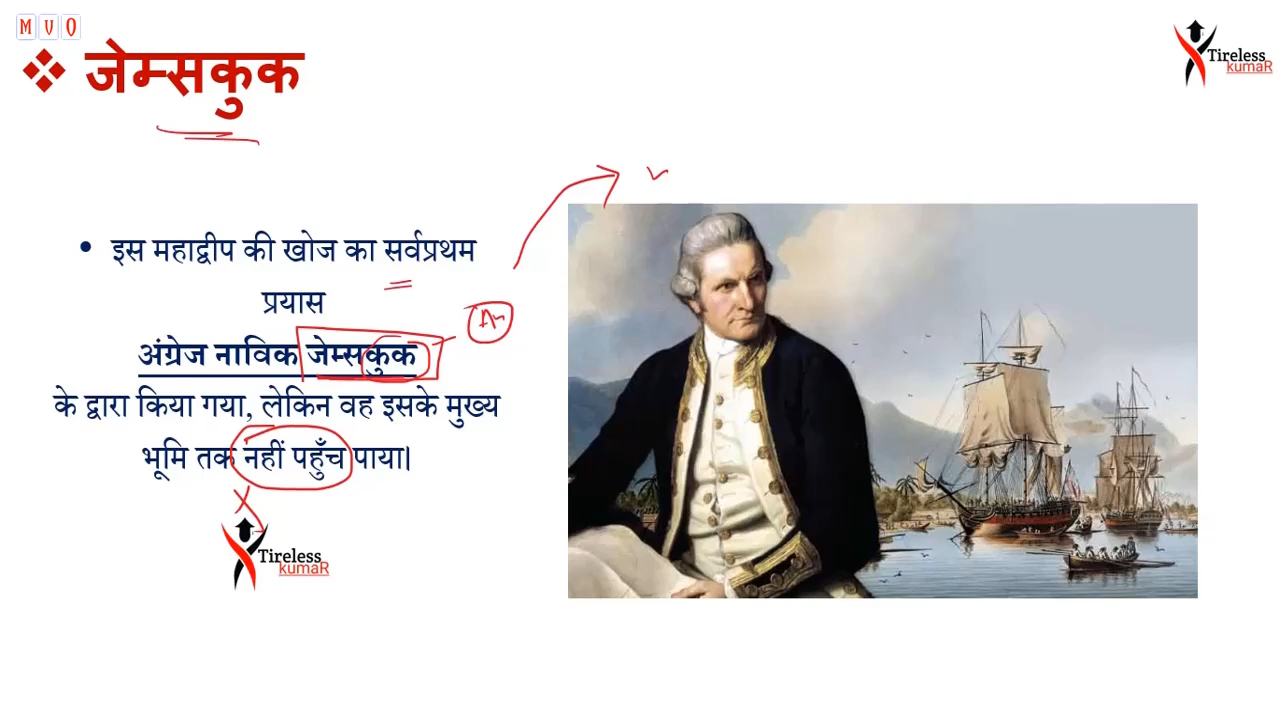 M V O
जेम्सकुक
Tireless
kumaR
इस महाद्वीप की खोज का सर्वप्रथम
प्रयास
अंग्रेज नाविक जेम्सकुक
के द्वारा किया गया, लेकिन वह इसके मुख्य
भूमि तक नहीं पहुँच पाया।
Tireless
kumaR